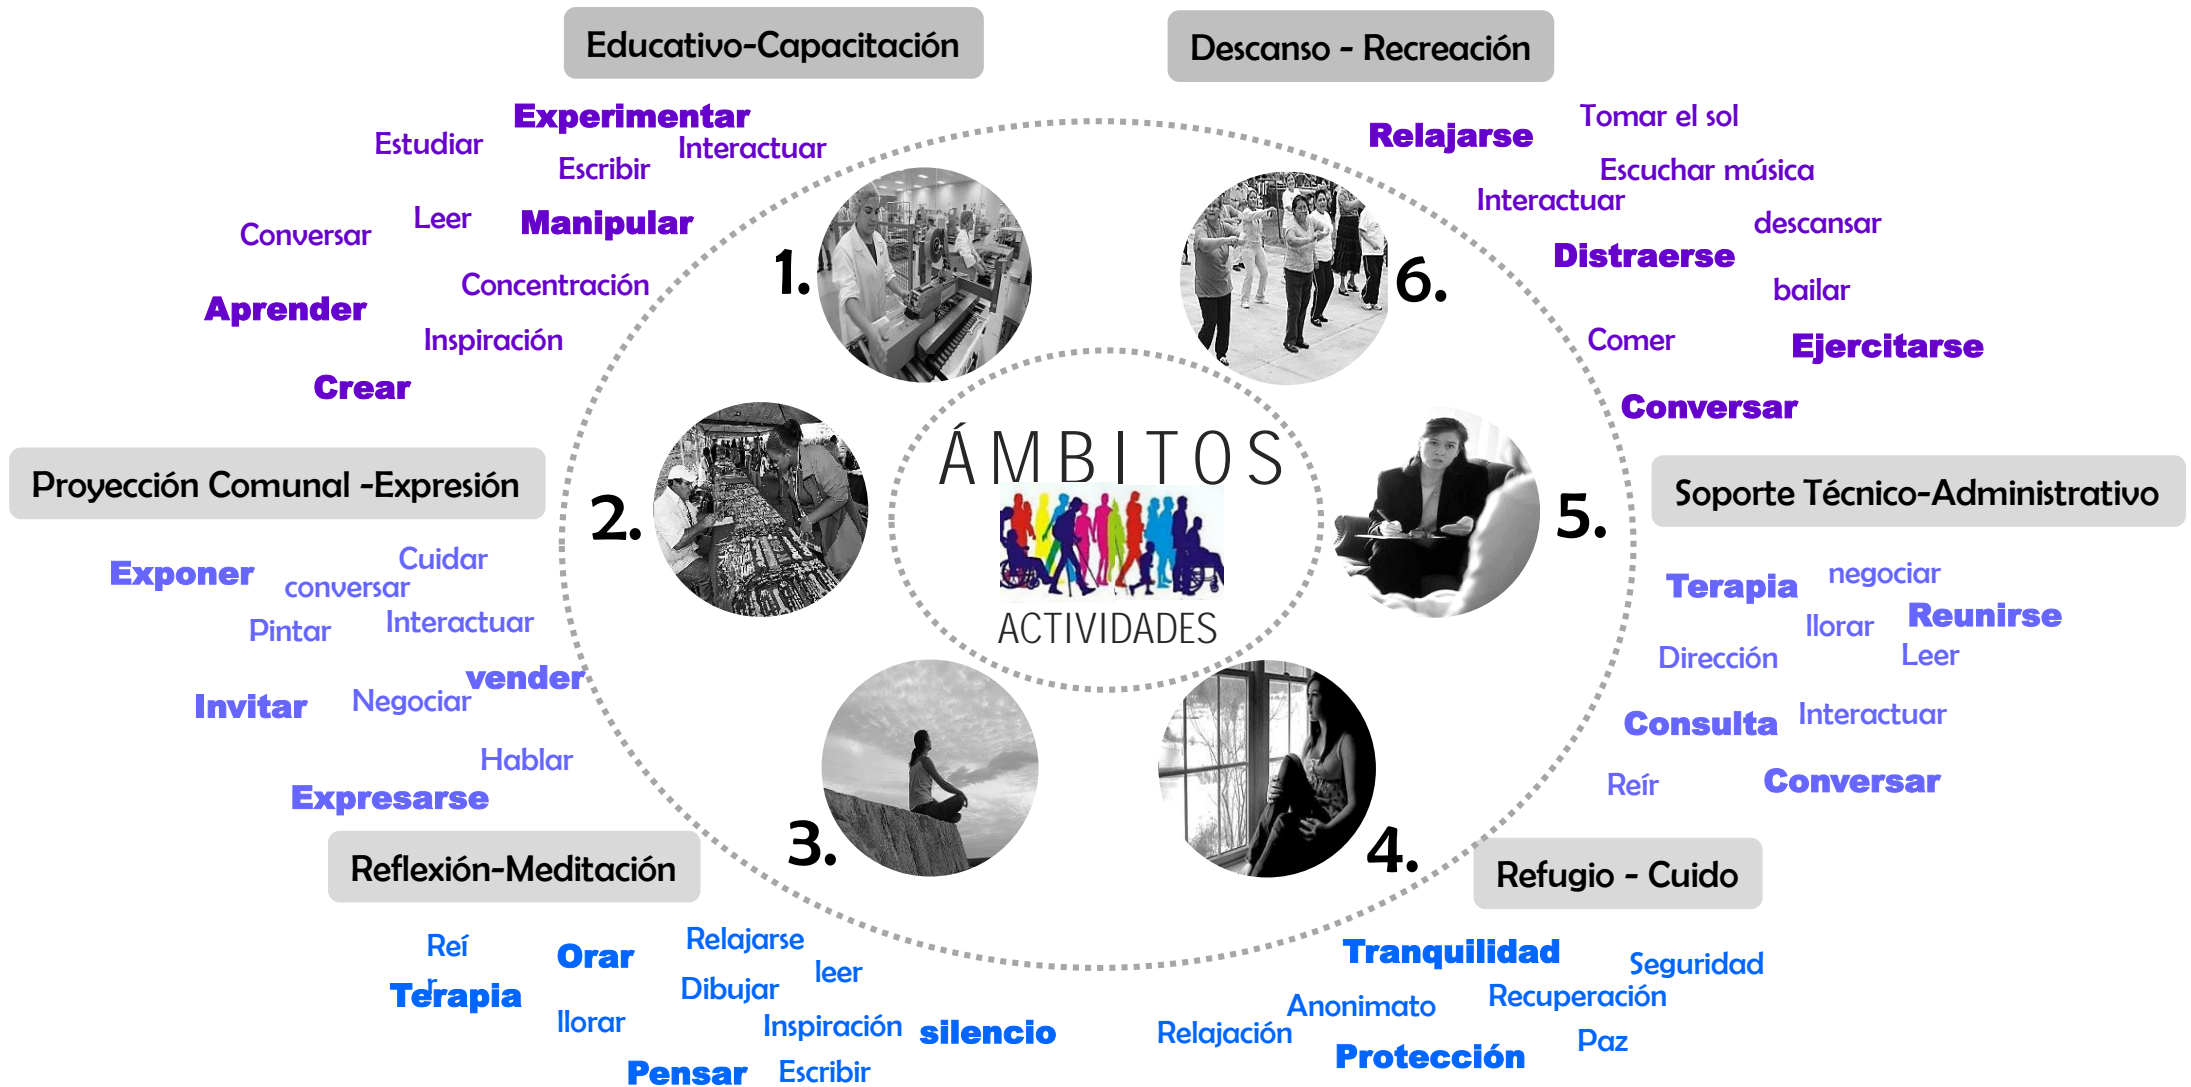 Educativo-Capacitación
Experimentar
Estudiar
Interactuar
Escribir
Leer
Manipular
Conversar
Concentración
Aprender
Inspiración
Crear
1.
Proyección Comunal -Expresión
Exponer
Cuidar
conversar
Pintar
Interactuar
vender
Invitar
Negociar
Hablar
Expresarse
2.
Reflexión-Meditación
Reí
r
Orar
Relajarse
leer
Terapia
Dibujar
llorar
Inspiración
silencio
Pensar
Escribir
3.
ÁMBITOS
ACTIVIDADES
Descanso - Recreación
Tomar el sol
Relajarse
Escuchar música
Interactuar
descansar
Distraerse
bailar
Comer
Ejercitarse
Conversar
6.
Soporte Técnico-Administrativo
Terapia
negociar
Reunirse
llorar
Dirección
Leer
Consulta
Interactuar
Reír
Conversar
5.
Refugio - Cuido
Tranquilidad
Seguridad
Anonimato
Recuperación
Relajación
Paz
Protección
4.